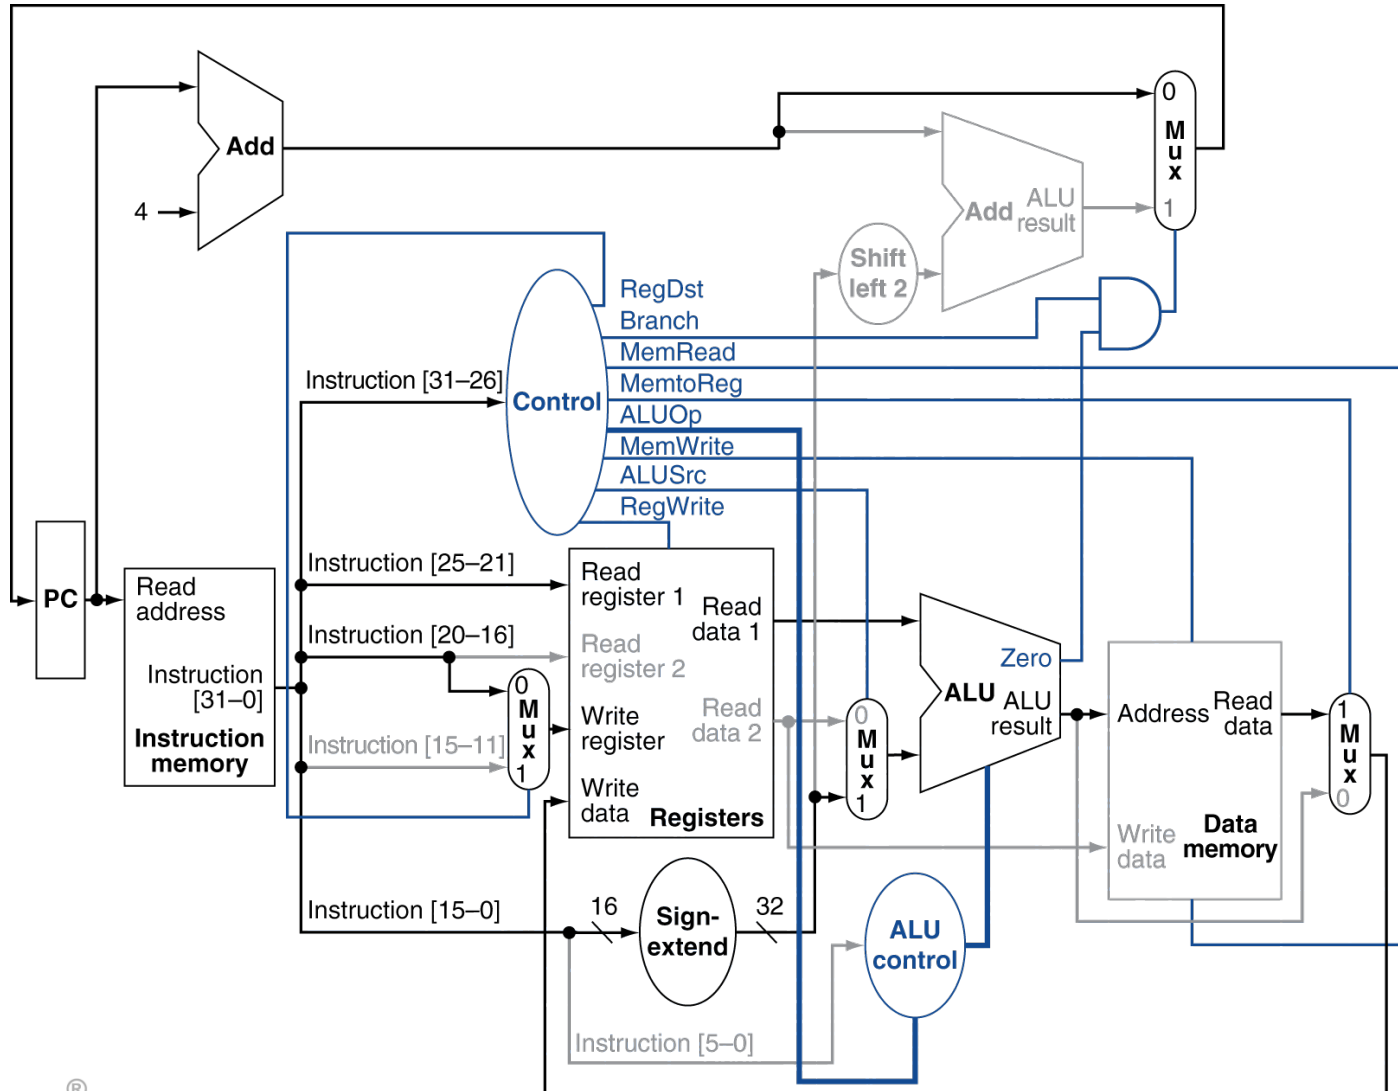 0
M
u
x
1
Add
4
Add
ALU
result
Shift
left 2
RegDst
Branch
MemRead
MemtoReg
ALUOp
MemWrite
ALUSrc
RegWrite
Control
Instruction [31–26]
Instruction [25–21]
Instruction [20–16]
Instruction [15–11]
Instruction [15–0]
Instruction [5–0]
PC
Read
address
Instruction
[31–0]
Instruction
memory
0
M
u
x
1
Read
register 1
Read
register 2
Write
register
Write
data
Read
data 1
Read
data 2
Registers
0
M
u
x
1
Zero
ALU
ALU
result
Address
Read
data
Write
data
Data
memory
1
M
u
x
0
16
Sign-
extend
32
ALU
control
®